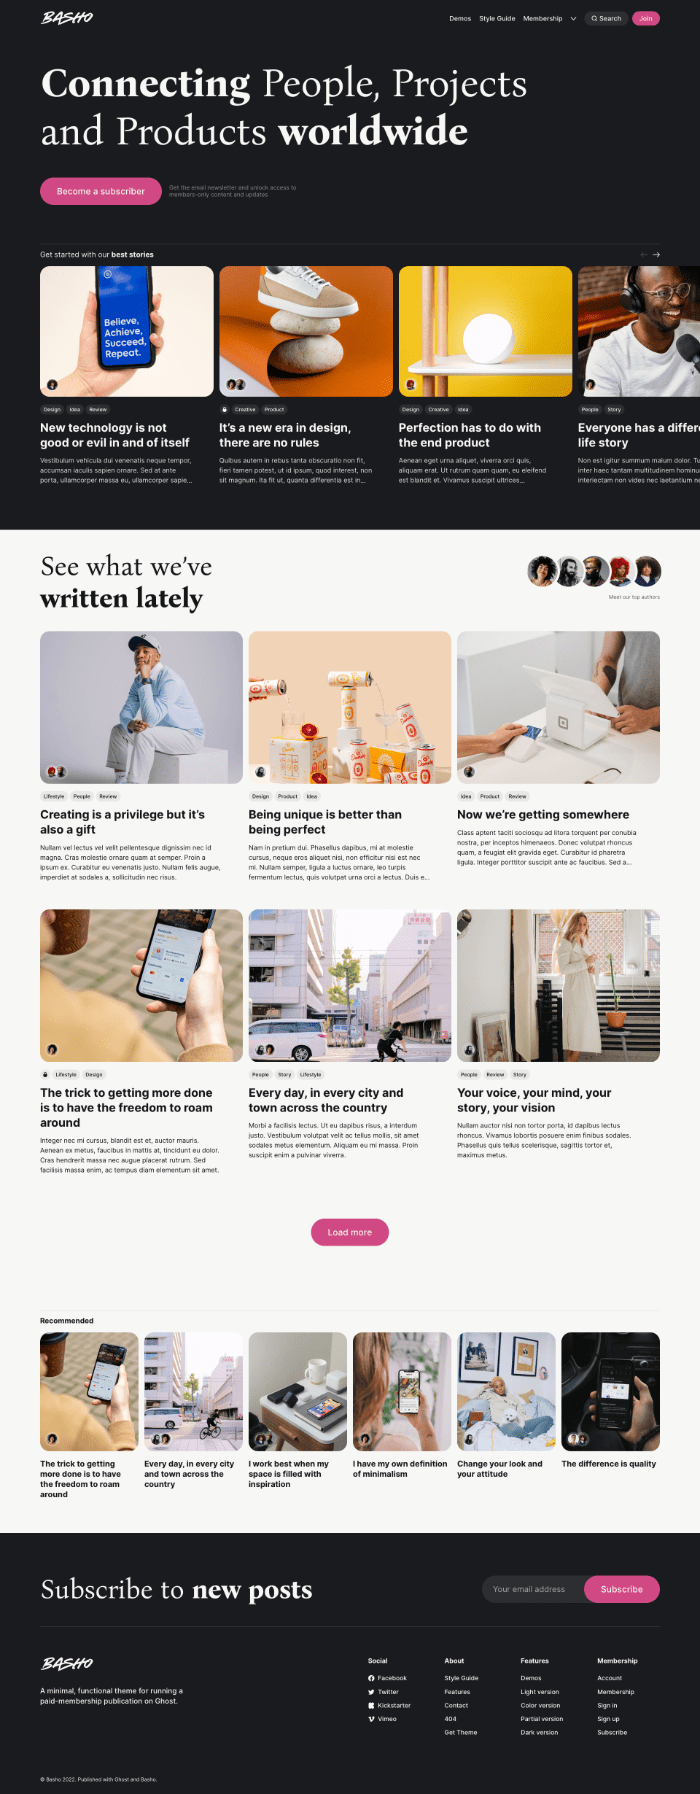 BASHO
Demos
Style Guide
Membership
Search
Join
Connecting People, Projects
and Products worldwide
Become a subscriber
Get the email newsletter and unlock access to
members-only content and updates
Get started with our best stories
Believe,
Achieve,
Succeed,
Repeat.
Design Idea Review
New technology is not
good or evil in and of itself
Vestibulum vehicula dui venenatis neque tempor,
accumsan iaculis sapien ornare. Sed at ante
porta, ullamcorper massa eu, ullamcorper sapie...
Creative Product
It's a new era in design,
there are no rules
Quibus autem in rebus tanta obscuratio non fit,
fieri tamen potest, ut id ipsum, quod interest, non
sit magnum. Ita fit ut, quanta differentia est in...
Design Creative Idea
Perfection has to do with
the end product
Aenean eget urna aliquet, viverra orci quis,
aliquam erat. Ut rutrum quam quam, eu eleifend
est blandit et. Vivamus suscipit ultrices...
People Story
Everyone has a differe
life story
Non est igitur summum malum dolor. Tu
inter haec tantam multitudinem hominu
interiectam non vides nec laetantium ne
See what we've
written lately
Meet our top authors
Lifestyle People Review
Creating is a privilege but it's
also a gift
Nullam vel lectus vel velit pellentesque dignissim nec id
magna. Cras molestie ornare quam at semper. Proin a
ipsum ex. Curabitur eu venenatis justo. Nullam felis augue,
imperdiet at sodales a, sollicitudin nec risus.
Design Product Idea
Being unique is better than
being perfect
Nam in pretium dui. Phasellus dapibus, mi at molestie
cursus, neque eros aliquet nisi, non efficitur nisi est nec
mi. Nullam semper, ligula a luctus ornare, leo turpis
fermentum lectus, quis volutpat urna orci a lectus. Duis e...
Idea Product Review
Now we're getting somewhere
Class aptent taciti sociosqu ad litora torquent per conubia
nostra, per inceptos himenaeos. Donec volutpat rhoncus
quam, a feugiat elit gravida eget. Curabitur id pharetra
ligula. Integer porttitor suscipit ante ac faucibus. Sed a...
Lifestyle Design
The trick to getting more done
is to have the freedom to roam
around
Integer nec mi cursus, blandit est et, auctor mauris.
Aenean ex metus, faucibus in mattis at, tincidunt eu dolor.
Cras hendrerit massa nec augue placerat rutrum. Sed
facilisis massa enim, ac tempus diam elementum sit amet.
People Story Lifestyle
Every day, in every city and
town across the country
Morbi a facilisis lectus. Ut eu dapibus risus, a interdum
justo. Vestibulum volutpat velit ac tellus mollis, sit amet
sodales metus elementum. Aliquam eu mi massa. Proin
suscipit enim a pulvinar viverra.
People Review Story
Your voice, your mind, your
story, your vision
Nullam auctor nisi non tortor porta, id dapibus lectus
rhoncus. Vivamus lobortis posuere enim finibus sodales.
Phasellus quis tellus scelerisque, sagittis tortor et,
maximus metus.
Load more
Recommended
The trick to getting
more done is to have
the freedom to roam
around
Every day, in every city
and town across the
country
I work best when my
space is filled with
inspiration
I have my own definition
of minimalism
Change your look and
your attitude
The difference is quality
Subscribe to new posts
Your email address
Subscribe
BASHO
A minimal, functional theme for running a
paid-membership publication on Ghost.
Social
Facebook
Twitter
Kickstarter
Vimeo
About
Style Guide
Features
Contact
404
Get Theme
Features
Demos
Light version
Color version
Partial version
Dark version
Membership
Account
Membership
Sign in
Sign up
Subscribe
© Basho 2022. Published with Ghost and Basho.